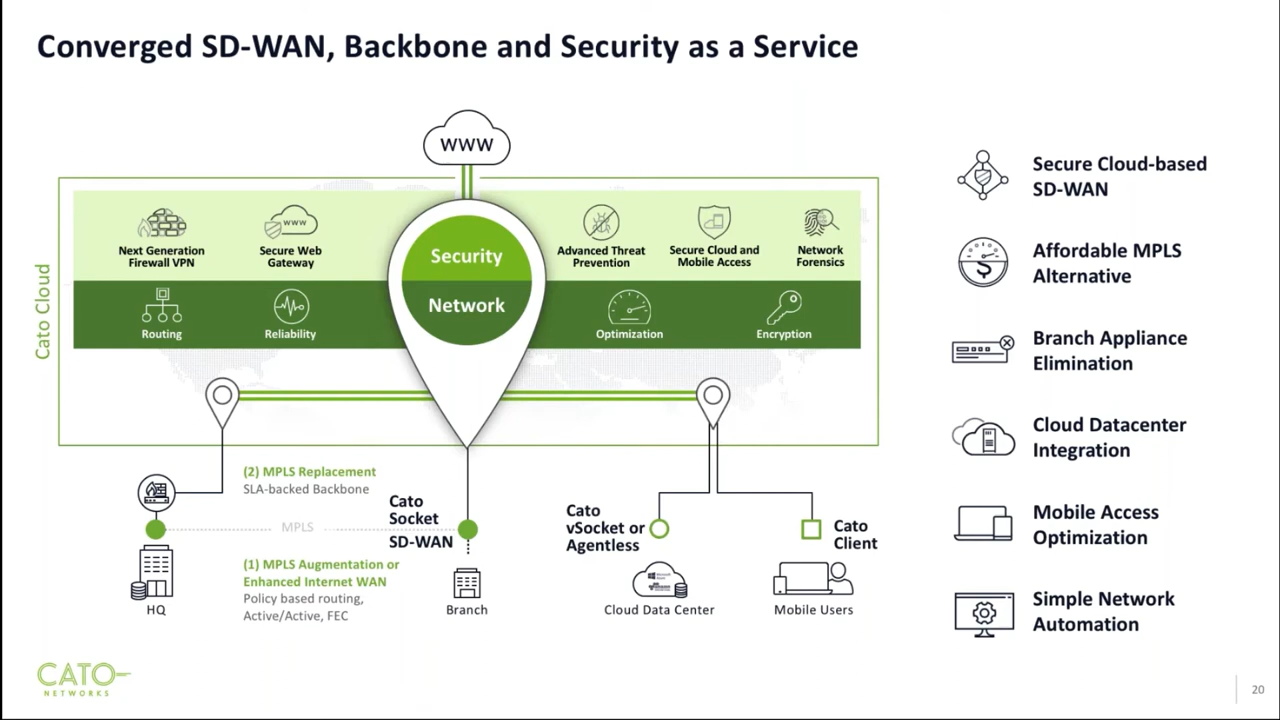 Converged SD-WAN, Backbone and Security as a Service
WWW
Cato Cloud
Next Generation
Firewall VPN
WWW
Secure Web
Gateway
Security
Advanced Threat
Prevention
Secure Cloud and
Mobile Access
Network
Forensics
Routing
Reliability
Network
Optimization
Encryption
(2) MPLS Replacement
SLA-backed Backbone
MPLS
(1) MPLS Augmentation or
Enhanced Internet WAN
Policy based routing,
Active/Active, FEC
HQ
Cato
Socket
SD-WAN
Branch
Cato
vSocket or
Agentless
Cloud Data Center
Cato
Client
Mobile Users
Secure Cloud-based
SD-WAN
Affordable MPLS
Alternative
$
Branch Appliance
Elimination
Cloud Datacenter
Integration
Mobile Access
Optimization
Simple Network
Automation
CATO
NETWORKS
20